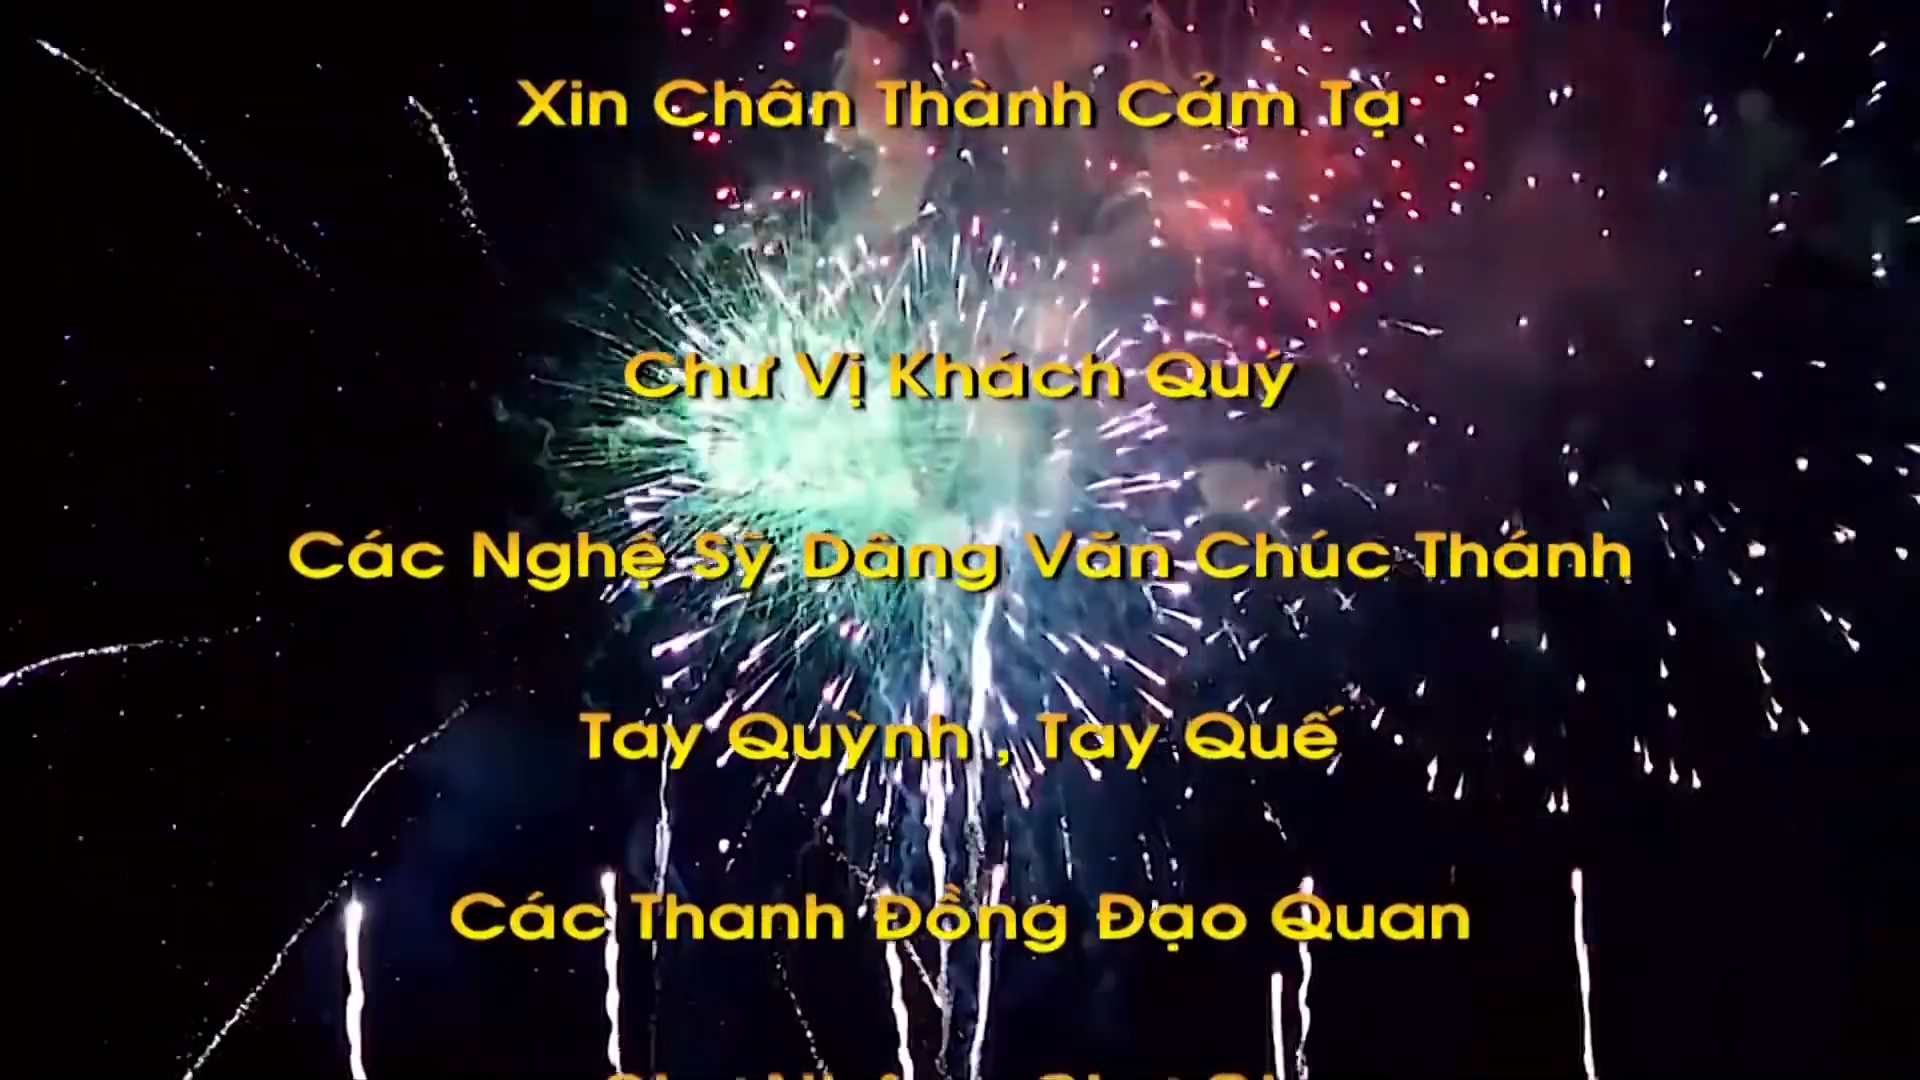 Xin Chân Thành Cảm Tạ
Chư Vị Khách Quý
Các Nghệ Sỹ Dâng Văn Chúc Thánh
Tay Quỳnh , Tay Quế
Các Thanh Đồng Đạo Quan